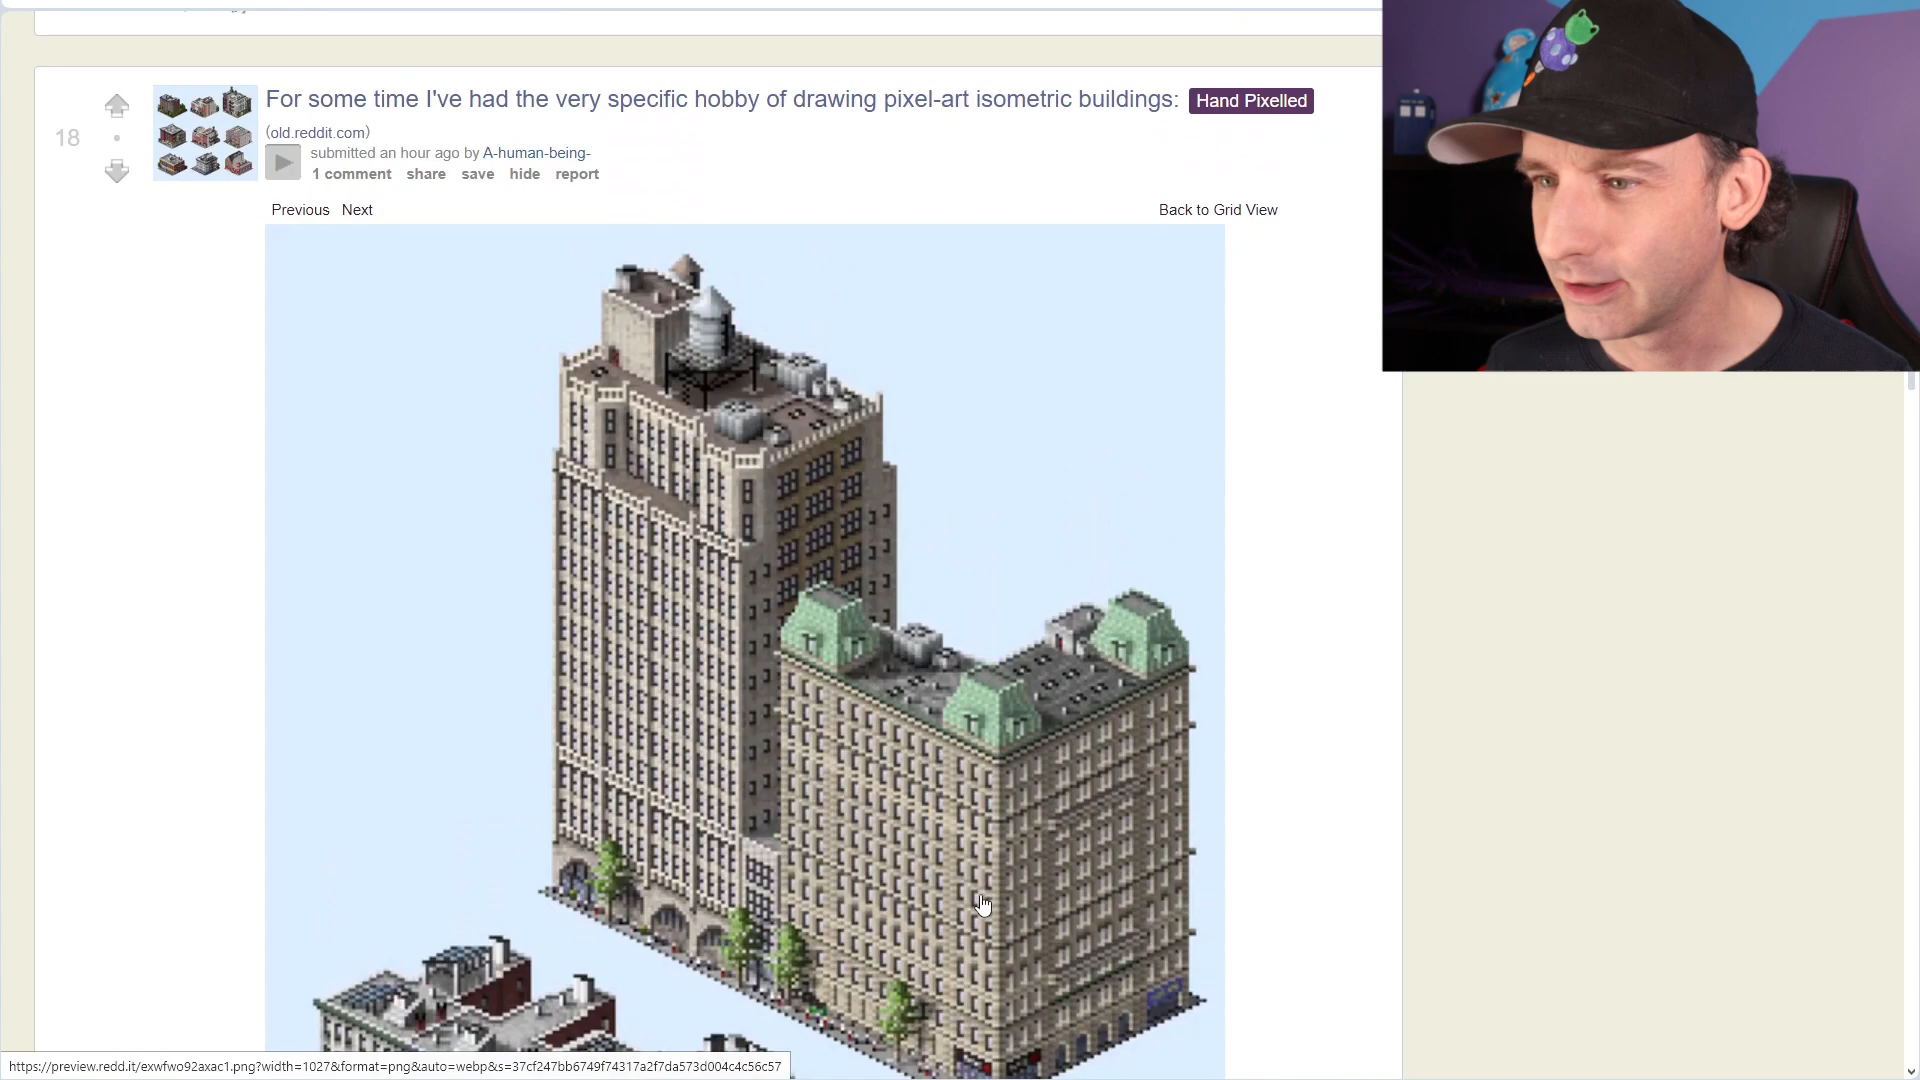 For some time I've had the very specific hobby of drawing pixel-art isometric buildings: Hand Pixelled
(old.reddit.com)
18
submitted an hour ago by A-human-being-
1 comment share save hide report
Previous Next Back to Grid View
https://preview.redd.it/exwfwo92axac1.png?width=1027&format=png&auto=webp&s=37cf247bb6749f74317a2f7da573d004c4c56c57